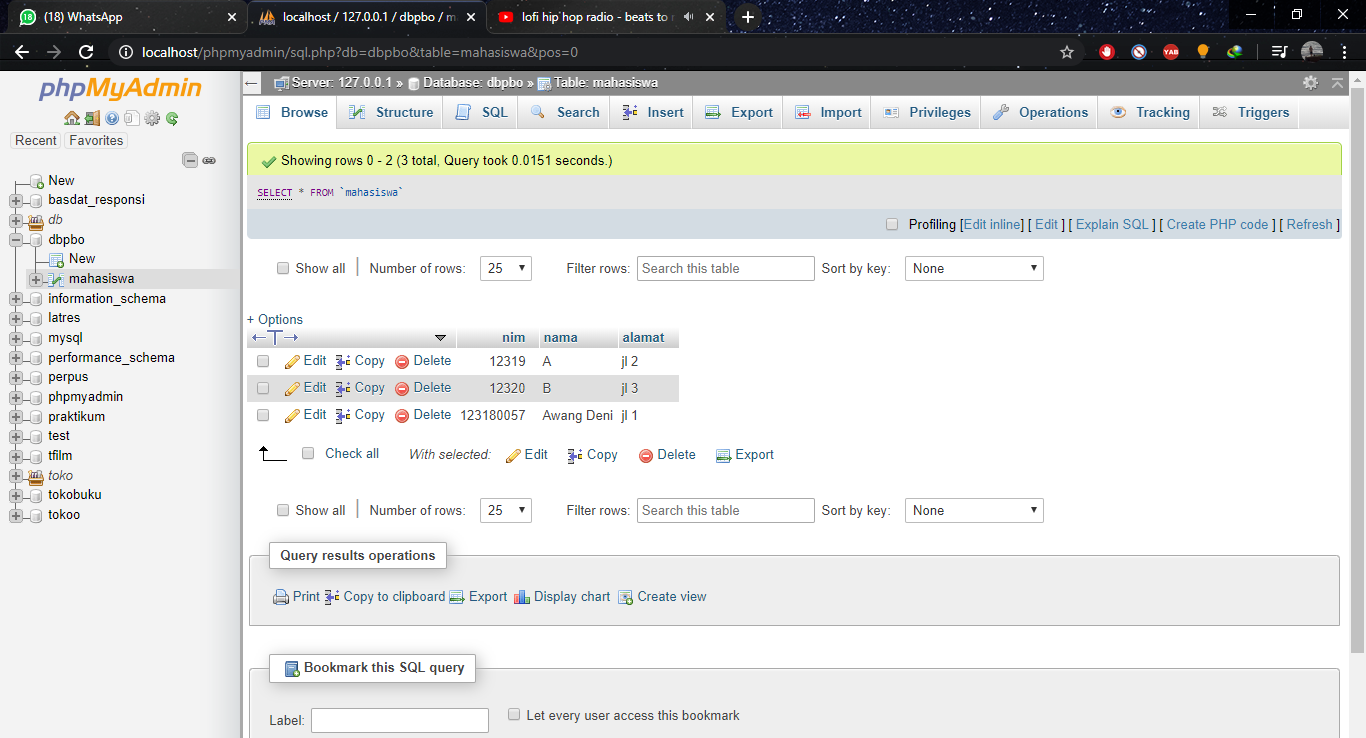 (18) WhatsApp
localhost / 127.0.0.1 / dbpbo / m
lofi hip hop radio - beats to r
localhost/phpmyadmin/sql.php?db=dbpbo&table=mahasiswa&pos=0
YAB
phpMyAdmin
Recent Favorites
New
basdat_responsi
db
dbpbo
New
mahasiswa
information_schema
latres
mysql
performance_schema
perpus
phpmyadmin
praktikum
test
tfilm
toko
tokobuku
tokoo
Server: 127.0.0.1 » Database: dbpbo » Table: mahasiswa
Browse Structure SQL Search Insert Export Import Privileges Operations Tracking Triggers
Showing rows 0 - 2 (3 total, Query took 0.0151 seconds.)
SELECT * FROM `mahasiswa`
Profiling [Edit inline] [ Edit ] [ Explain SQL ] [ Create PHP code ] [ Refresh ]
Show all Number of rows: 25 Filter rows: Search this table Sort by key: None
+ Options
nim nama alamat
Edit Copy Delete 12319 A jl 2
Edit Copy Delete 12320 B jl 3
Edit Copy Delete 123180057 Awang Deni jl 1
Check all With selected: Edit Copy Delete Export
Show all Number of rows: 25 Filter rows: Search this table Sort by key: None
Query results operations
Print Copy to clipboard Export Display chart Create view
Bookmark this SQL query
Label: Let every user access this bookmark